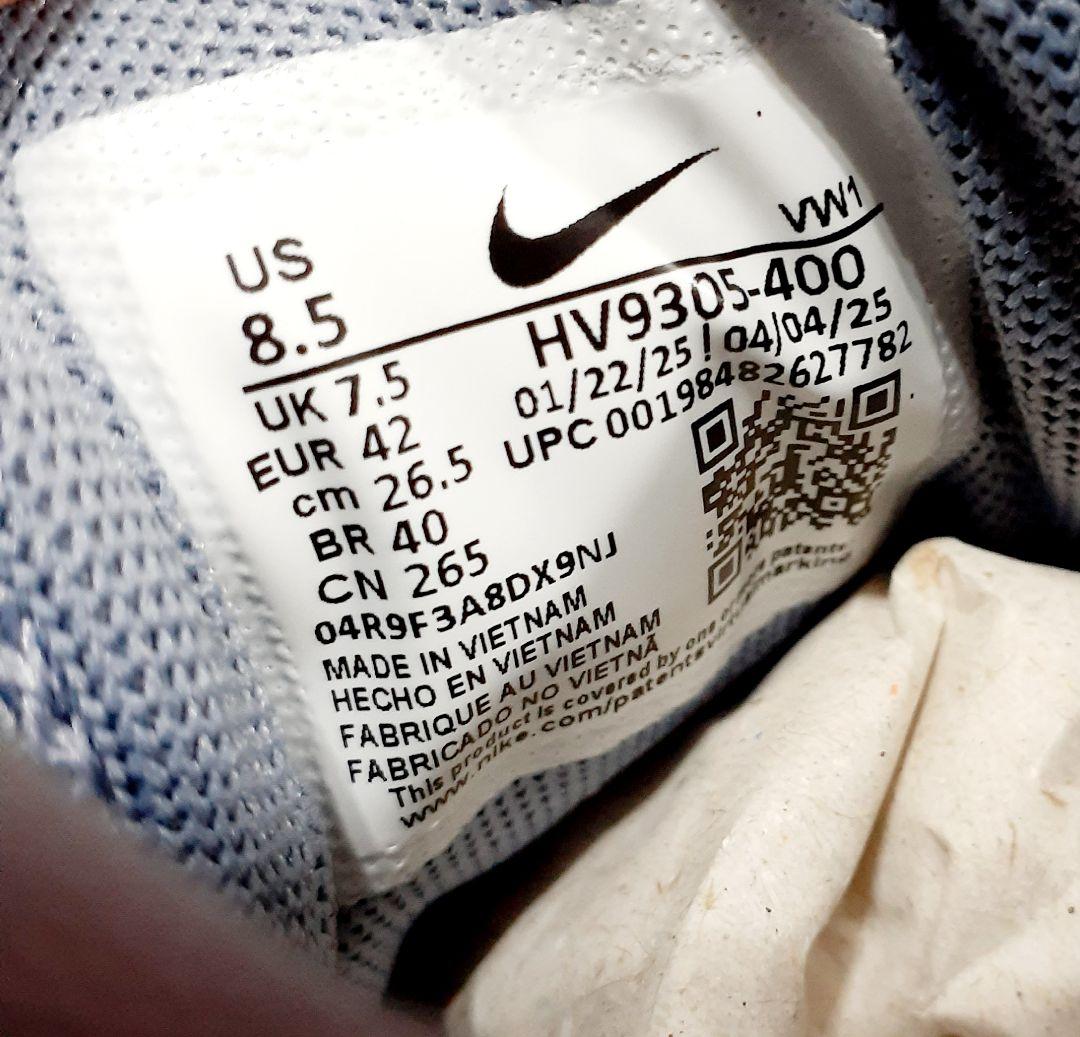 VW1
US
8.5
HV9305-400
01/22/25 ! 04/04/25
UPC 00198482627782
UK 7.5
EUR 42
cm 26.5
BR 40
CN 265
04R9F3A8DX9NJ
MADE IN VIETNAM
HECHO EN VIETNAM
FABRIQUE AU VIETNAM
FABRICADO NO VIETNÃ
This product is covered by one or patents
www.nike.com/patentsvirtualmarking